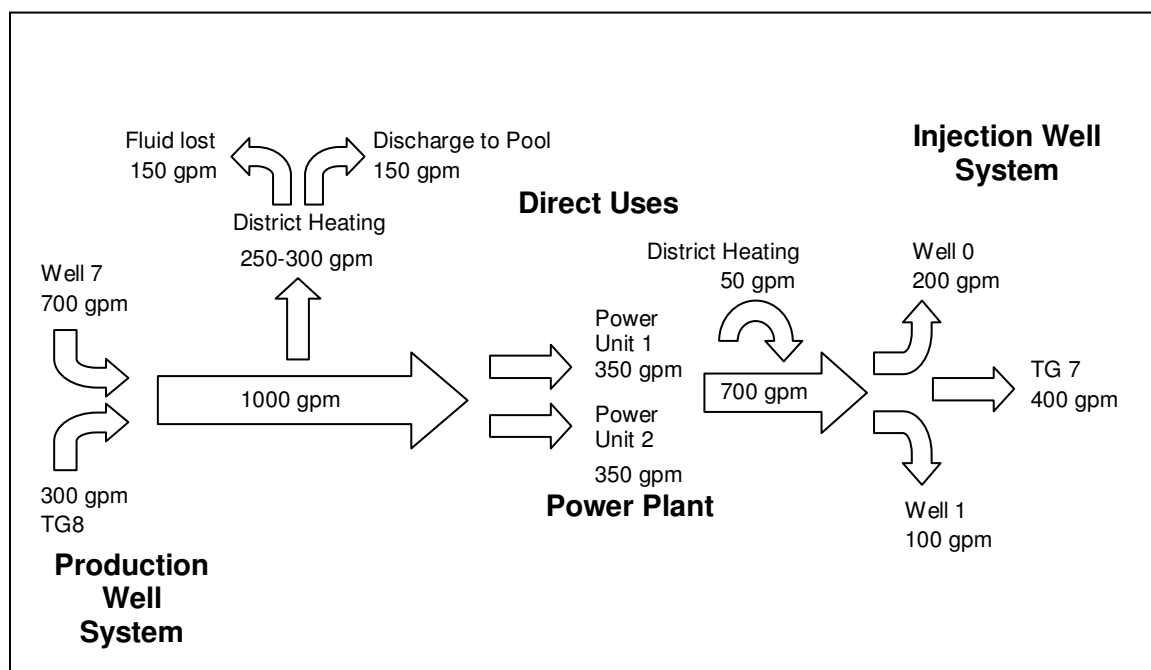 Fluid lost
150 gpm
Discharge to Pool
150 gpm
Injection Well
System
Direct Uses
District Heating
250-300 gpm
Well 7
700 gpm
District Heating
50 gpm
Well 0
200 gpm
Power
Unit 1
350 gpm
1000 gpm
700 gpm
TG 7
400 gpm
Power
Unit 2
350 gpm
Power Plant
300 gpm
TG8
Well 1
100 gpm
Production
Well
System